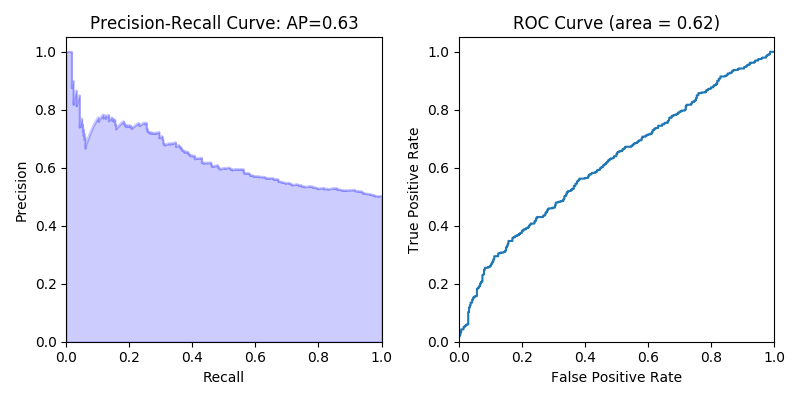 Precision-Recall Curve: AP=0.63
1.0
0.8
0.6
0.4
0.2
0.0
Precision
0.0 0.2 0.4 0.6 0.8 1.0
Recall
ROC Curve (area = 0.62)
1.0
0.8
0.6
0.4
0.2
0.0
True Positive Rate
0.0 0.2 0.4 0.6 0.8 1.0
False Positive Rate